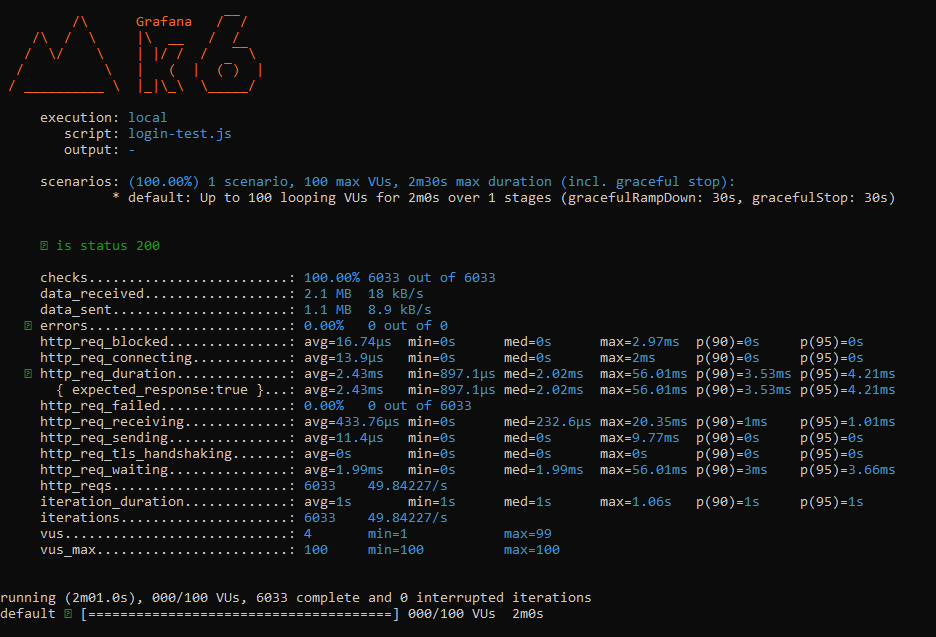 Grafana
execution: local
script: login-test.js
output: -
scenarios: (100.00%) 1 scenario, 100 max VUs, 2m30s max duration (incl. graceful stop):
* default: Up to 100 looping VUs for 2m0s over 1 stages (gracefulRampDown: 30s, gracefulStop: 30s)
is status 200
checks.........................: 100.00% 6033 out of 6033
data_received..................: 2.1 MB 18 kB/s
data_sent......................: 1.1 MB 8.9 kB/s
errors.........................: 0.00% 0 out of 0
http_req_blocked...............: avg=16.74µs min=0s med=0s max=2.97ms p(90)=0s p(95)=0s
http_req_connecting............: avg=13.9µs min=0s med=0s max=2ms p(90)=0s p(95)=0s
http_req_duration..............: avg=2.43ms min=897.1µs med=2.02ms max=56.01ms p(90)=3.53ms p(95)=4.21ms
{ expected_response:true }...: avg=2.43ms min=897.1µs med=2.02ms max=56.01ms p(90)=3.53ms p(95)=4.21ms
http_req_failed................: 0.00% 0 out of 6033
http_req_receiving.............: avg=433.76µs min=0s med=232.6µs max=20.35ms p(90)=1ms p(95)=1.01ms
http_req_sending...............: avg=11.4µs min=0s med=0s max=9.77ms p(90)=0s p(95)=0s
http_req_tls_handshaking.......: avg=0s min=0s med=0s max=0s p(90)=0s p(95)=0s
http_req_waiting...............: avg=1.99ms min=0s med=1.99ms max=56.01ms p(90)=3ms p(95)=3.66ms
http_reqs......................: 6033 49.84227/s
iteration_duration.............: avg=1s min=1s med=1s max=1.06s p(90)=1s p(95)=1s
iterations.....................: 6033 49.84227/s
vus............................: 4 min=1 max=99
vus_max........................: 100 min=100 max=100
running (2m01.0s), 000/100 VUs, 6033 complete and 0 interrupted iterations
default [======================================] 000/100 VUs 2m0s